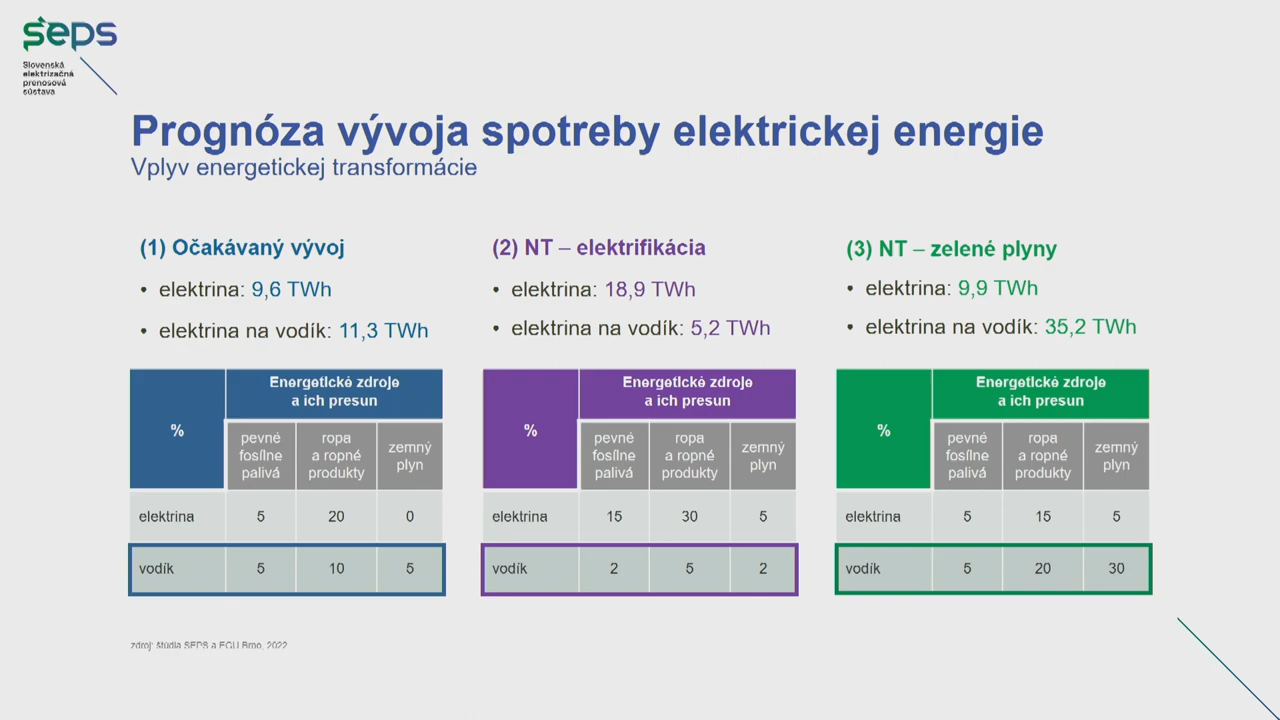 seps
Slovenská
elektrizačná
prenosová
sústava
Prognóza vývoja spotreby elektrickej energie
Vplyv energetickej transformácie
(1) Očakávaný vývoj
• elektrina: 9,6 TWh
• elektrina na vodík: 11,3 TWh
%
Energetické zdroje
a ich presun
pevné
fosílne
palivá
ropa
a ropné
produkty
zemný
plyn
elektrina 5 20 0
vodík 5 10 5
(2) NT – elektrifikácia
• elektrina: 18,9 TWh
• elektrina na vodík: 5,2 TWh
%
Energetické zdroje
a ich presun
pevné
fosílne
palivá
ropa
a ropné
produkty
zemný
plyn
elektrina 15 30 5
vodík 2 5 2
(3) NT – zelené plyny
• elektrina: 9,9 TWh
• elektrina na vodík: 35,2 TWh
%
Energetické zdroje
a ich presun
pevné
fosílne
palivá
ropa
a ropné
produkty
zemný
plyn
elektrina 5 15 5
vodík 5 20 30
zdroj: štúdia SEPS a EGU Brno, 2022